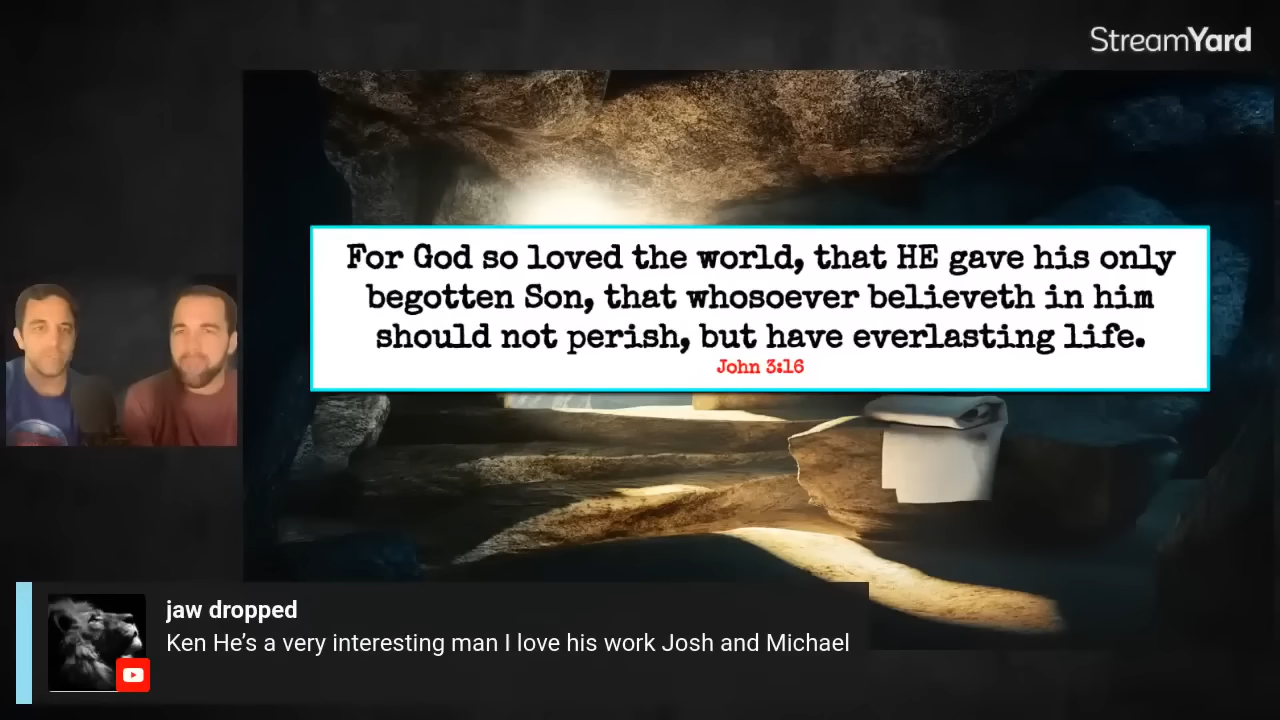 StreamYard
For God so loved the world, that HE gave his only
begotten Son, that whosoever believeth in him
should not perish, but have everlasting life.
John 3:16
jaw dropped
Ken He’s a very interesting man I love his work Josh and Michael